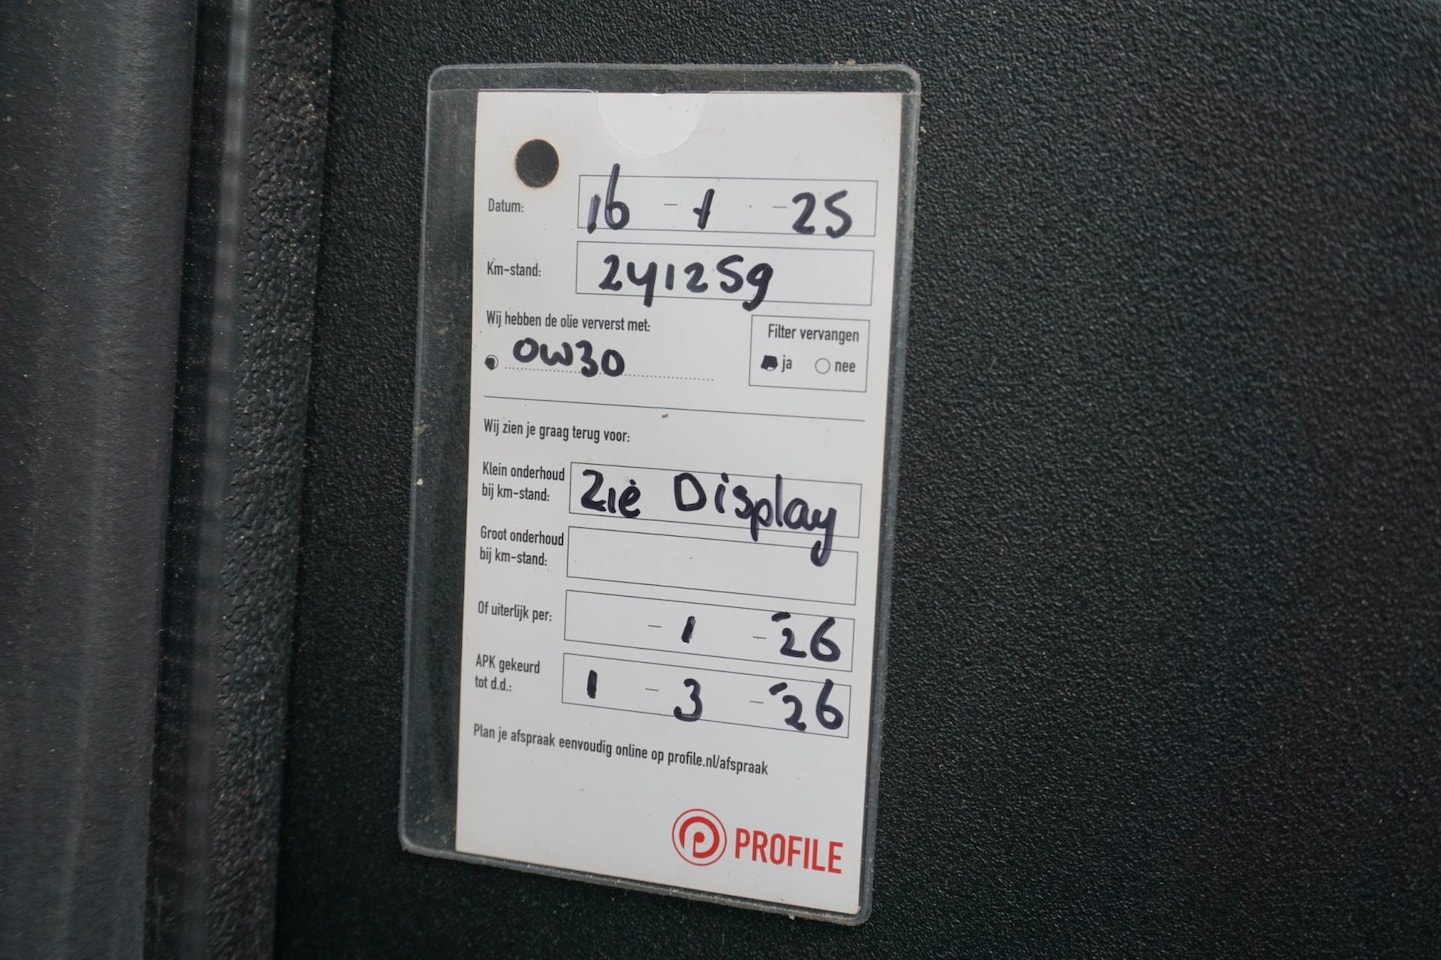 Datum: 16 - 1 - 25
Km-stand: 241259
Wij hebben de olie ververst met:
0W30
Filter vervangen
ja nee
Wij zien je graag terug voor:
Klein onderhoud
bij km-stand: Zie Display
Groot onderhoud
bij km-stand:
Of uiterlijk per: - 1 - 26
APK gekeurd
tot d.d.: 1 - 3 - 26
Plan je afspraak eenvoudig online op profile.nl/afspraak
PROFILE